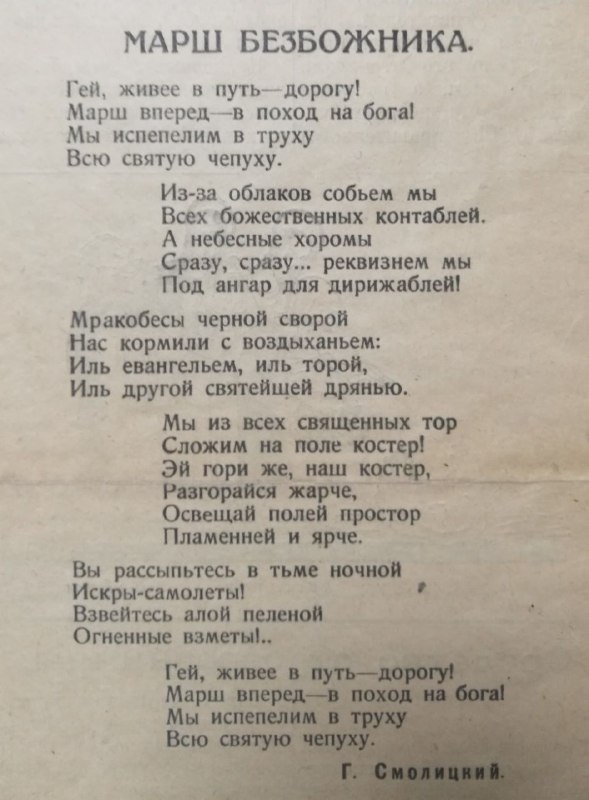 МАРШ БЕЗБОЖНИКА.
Гей, живее в путь—дорогу!
Марш вперед—в поход на бога!
Мы испепелим в труху
Всю святую чепуху.
Из-за облаков собьем мы
Всех божественных контаблей.
А небесные хоромы
Сразу, сразу... реквизнем мы
Под ангар для дирижаблей!
Мракобесы черной сворой
Нас кормили с воздыханьем:
Иль евангельем, иль торой,
Иль другой святейщей дрянью.
Мы из всех священных тор
Сложим на поле костер!
Эй гори же, наш костер,
Разгорайся жарче,
Освещай полей простор
Пламенней и ярче.
Вы рассыпьтесь в тьме ночной
Искры-самолеты!
Взвейтесь алой пеленой
Огненные взметы!..
Гей, живее в путь—дорогу!
Марш вперед—в поход на бога!
Мы испепелим в труху
Всю святую чепуху.
Г. Смолицкий.